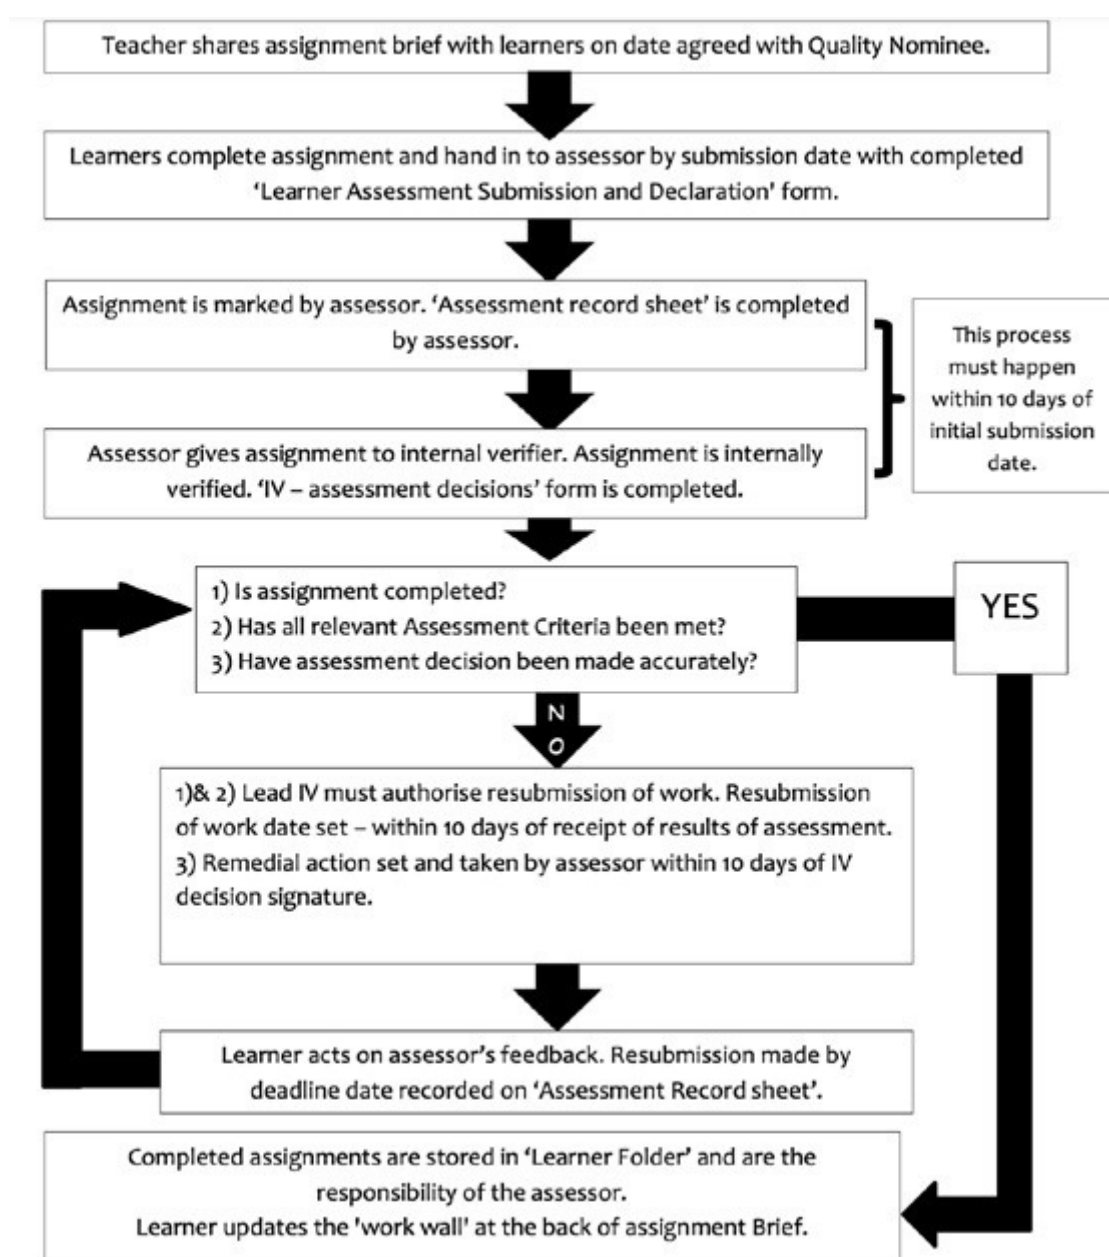 Teacher shares assignment brief with learners on date agreed with Quality Nominee.
Learners complete assignment and hand in to assessor by submission date with completed
‘Learner Assessment Submission and Declaration’ form.
Assignment is marked by assessor. ‘Assessment record sheet’ is completed
by assessor.
This process
must happen
within 10 days of
initial submission
date.
Assessor gives assignment to internal verifier. Assignment is internally
verified. ‘IV – assessment decisions’ form is completed.
1) Is assignment completed?
2) Has all relevant Assessment Criteria been met?
3) Have assessment decision been made accurately?
YES
N
O
1)& 2) Lead IV must authorise resubmission of work. Resubmission
of work date set – within 10 days of receipt of results of assessment.
3) Remedial action set and taken by assessor within 10 days of IV
decision signature.
Learner acts on assessor’s feedback. Resubmission made by
deadline date recorded on ‘Assessment Record sheet’.
Completed assignments are stored in ‘Learner Folder’ and are the
responsibility of the assessor.
Learner updates the 'work wall' at the back of assignment Brief.